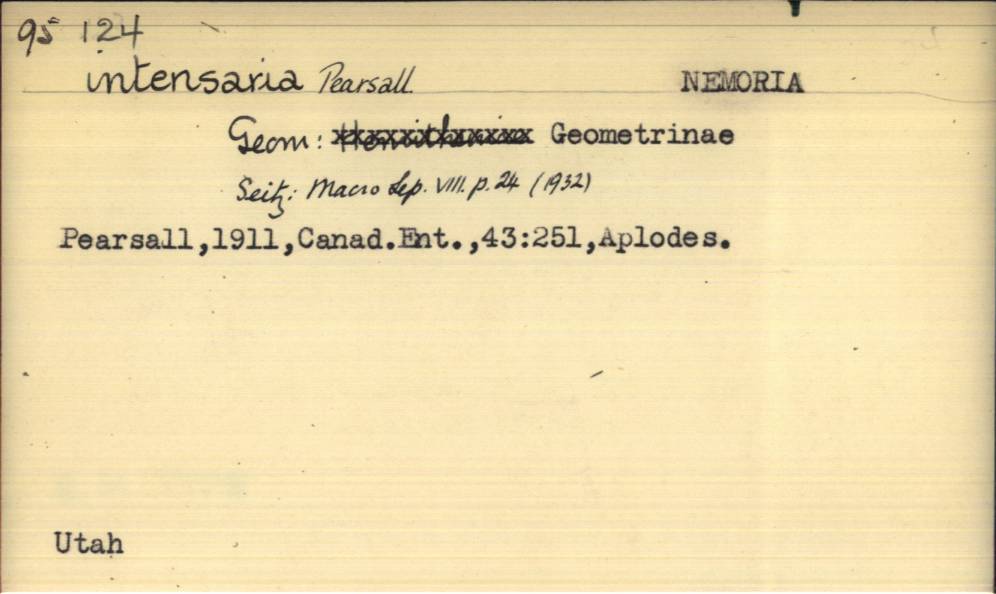 95 124
intensaria Pearsall. NEMORIA
Geom: Geometrinae
Seitz: Macro Lep. VIII. p. 24 (1932)
Pearsall,1911,Canad.Ent.,43:251,Aplodes.
Utah